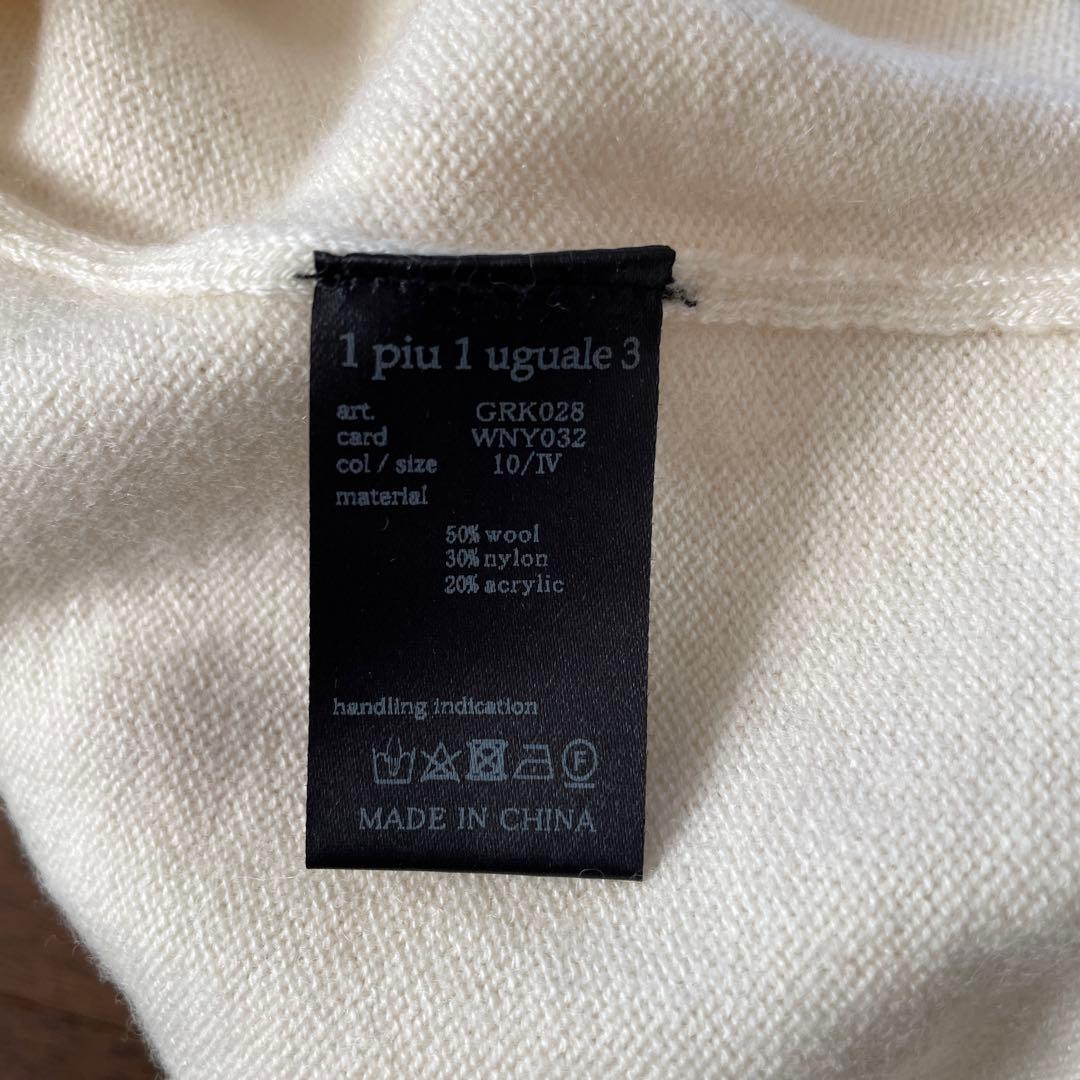 1 piu 1 uguale 3
art. GRK028
card WNY032
col / size 10/IV
material
50% wool
30% nylon
20% acrylic
handling indication
F
MADE IN CHINA